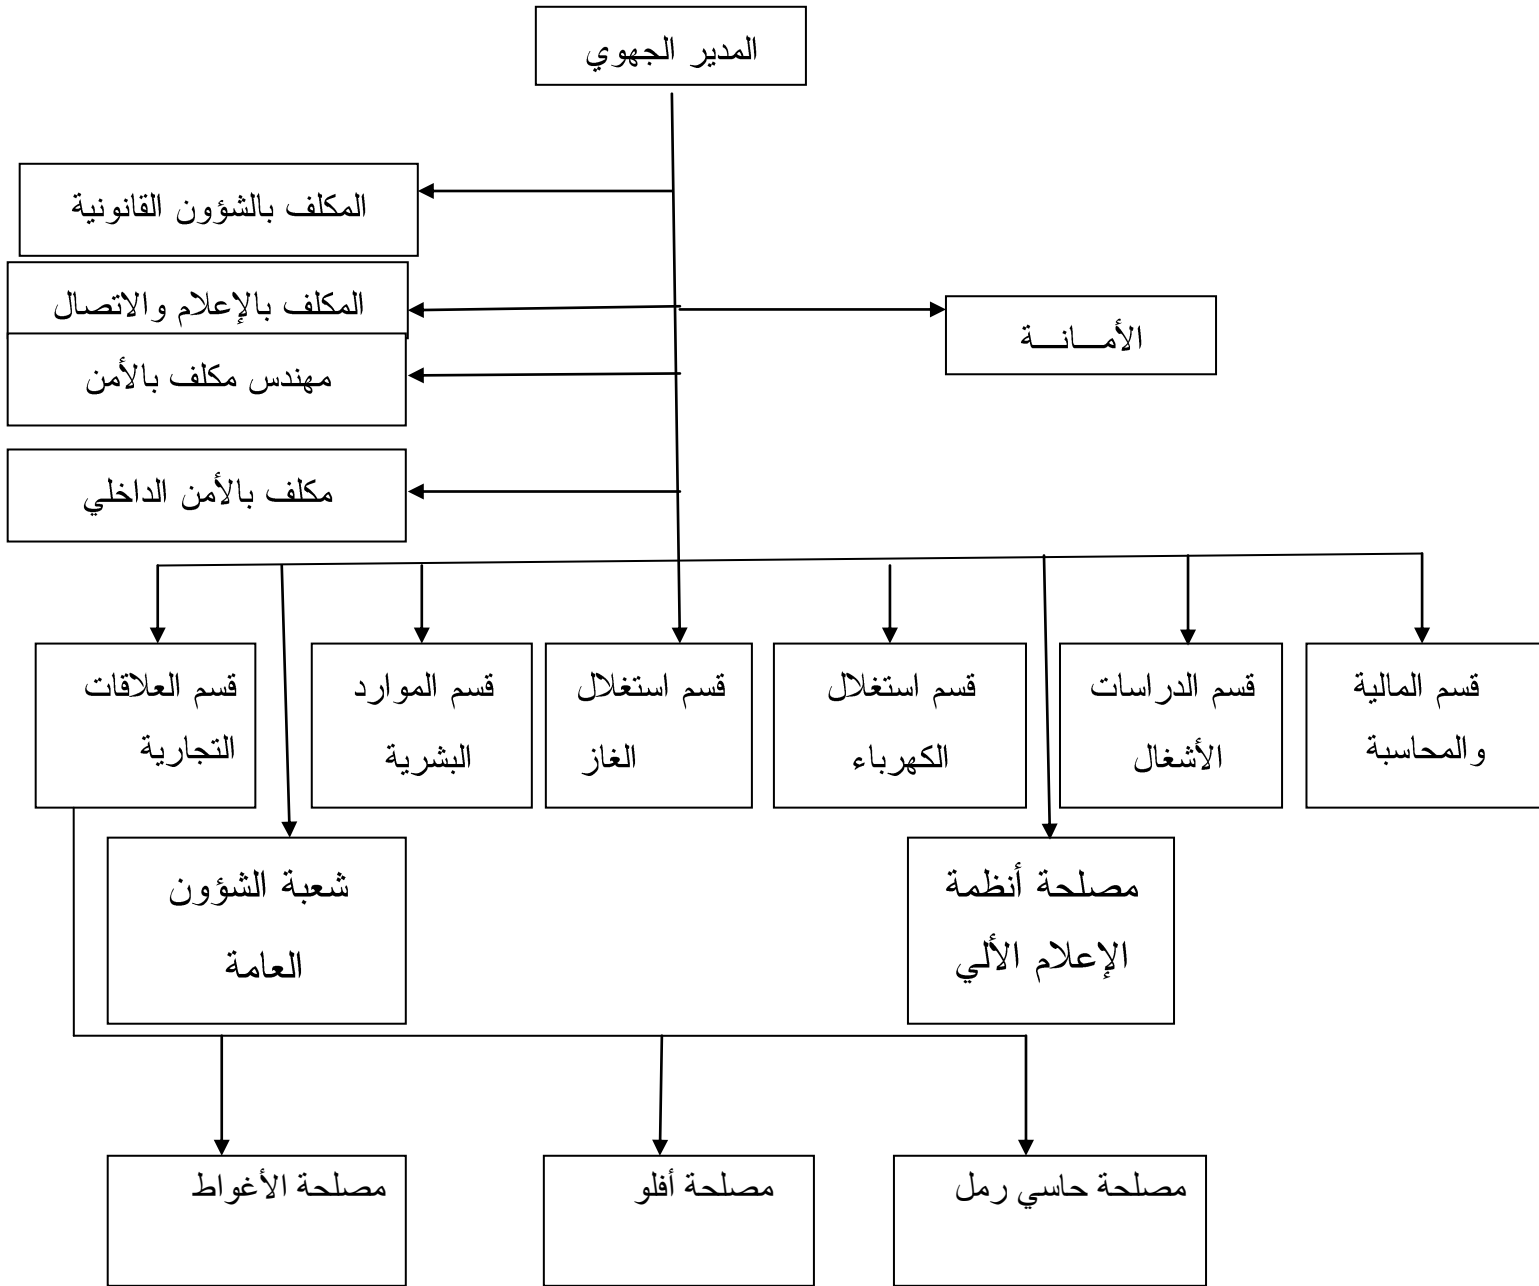 المدير الجهوي
المكلف بالشؤون القانونية
المكلف بالإعلام والاتصال
الأمـــانـــة
مهندس مكلف بالأمن
مكلف بالأمن الداخلي
قسم المالية
والمحاسبة
قسم الدراسات
الأشغال
قسم استغلال
الكهرباء
قسم استغلال
الغاز
قسم الموارد
البشرية
قسم العلاقات
التجارية
مصلحة أنظمة
الإعلام الألي
شعبة الشؤون
العامة
مصلحة حاسي رمل
مصلحة أفلو
مصلحة الأغواط